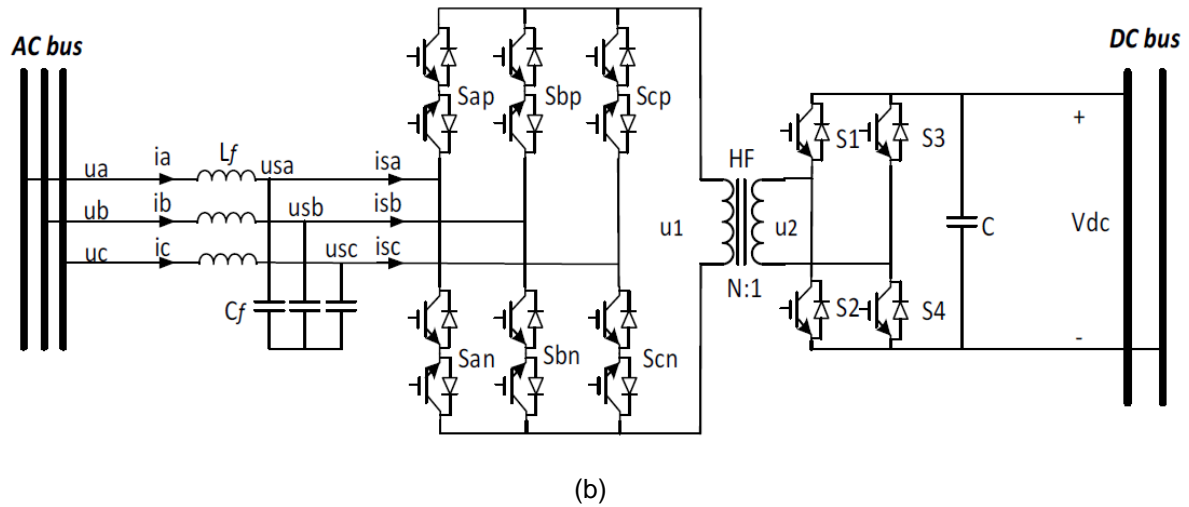 AC bus
DC bus
Sap
Sbp
Scp
S1
S3
+
ua
ia
Lf
usa
isa
HF
ub
ib
usb
isb
u1
u2
C
Vdc
uc
ic
usc
isc
N:1
Cf
S2
S4
-
San
Sbn
Scn
(b)